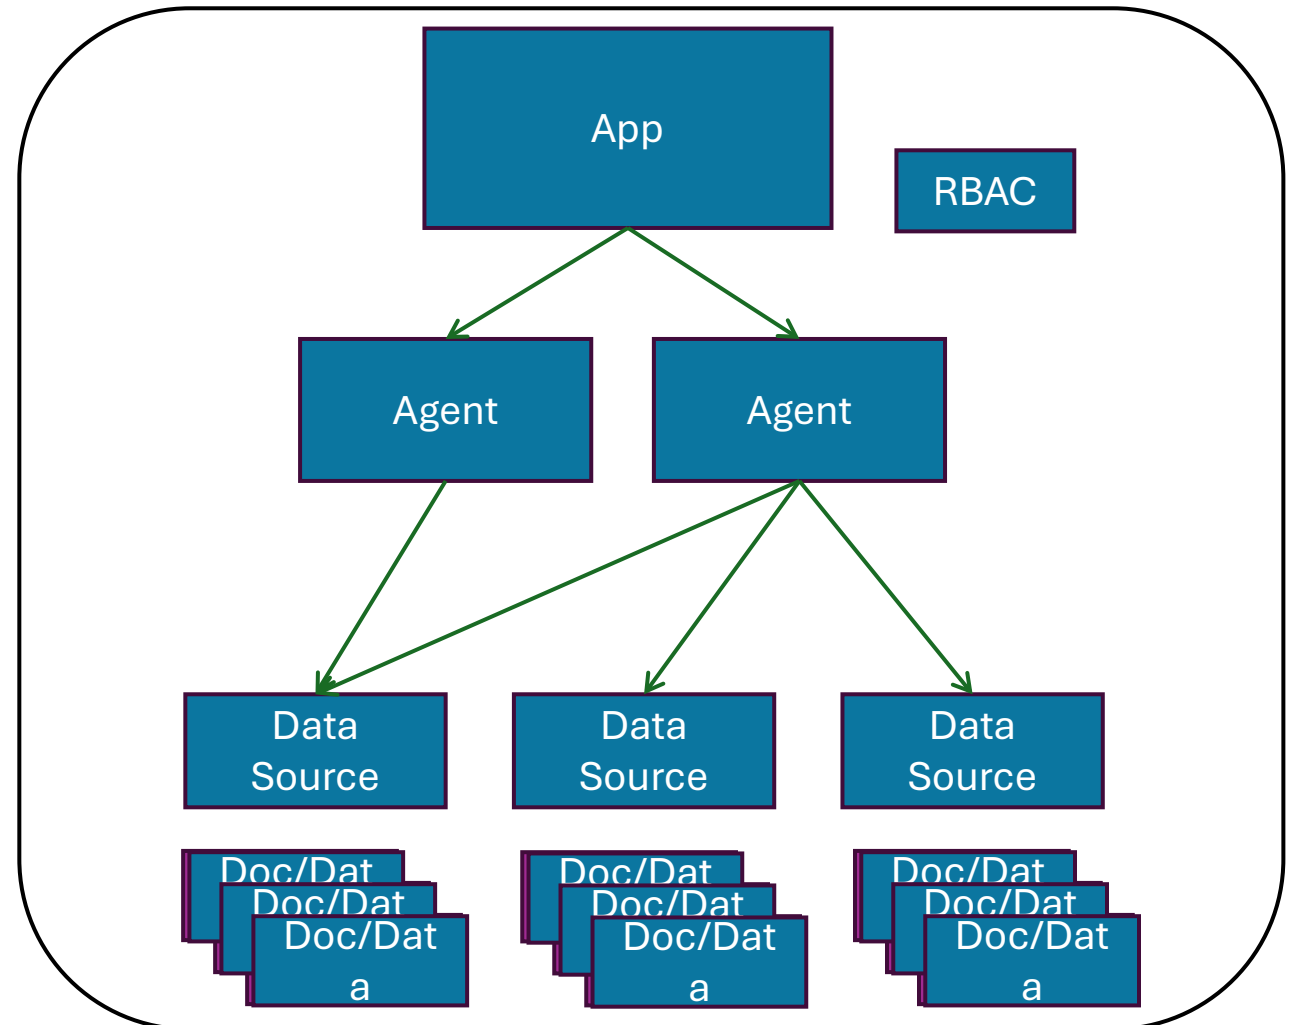 App
RBAC
Agent
Agent
Data
Source
Data
Source
Data
Source
Doc/Dat
Doc/Dat
Doc/Dat
a
Doc/Dat
Doc/Dat
Doc/Dat
a
Doc/Dat
Doc/Dat
Doc/Dat
a